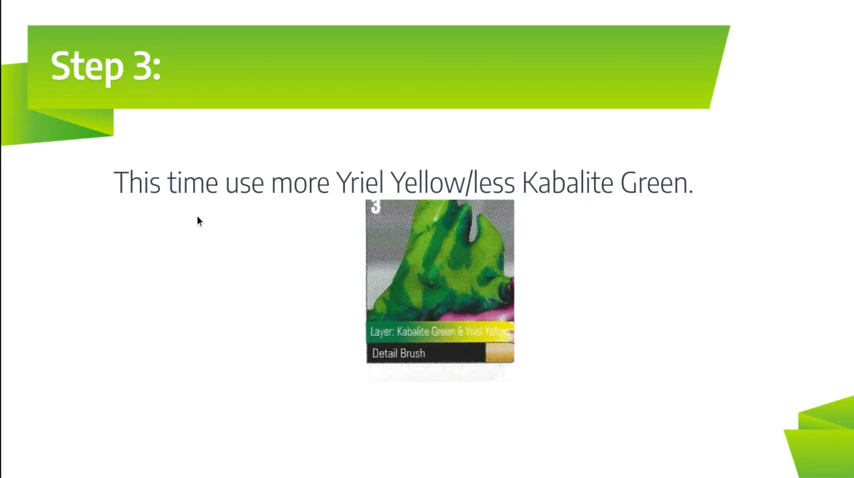 Step 3:
This time use more Yriel Yellow/less Kabalite Green.
3
Layer: Kabalite Green & Yriel Yellow
Detail Brush